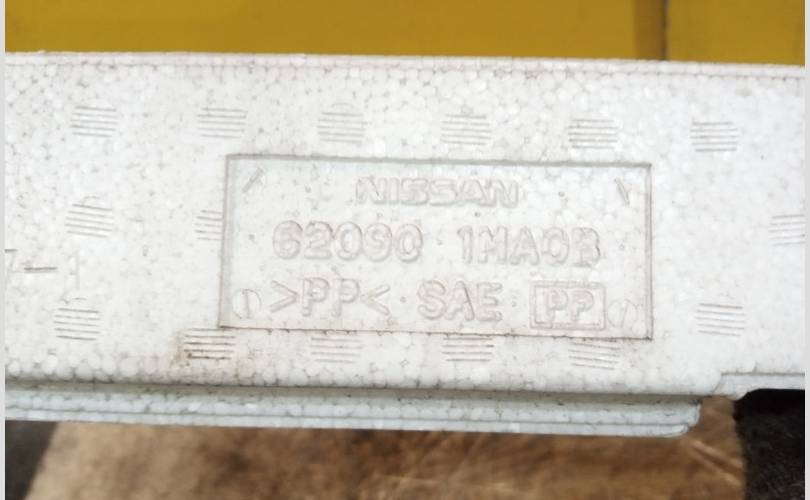 NISSAN
62090 1MA0B
>PP< SAE PP